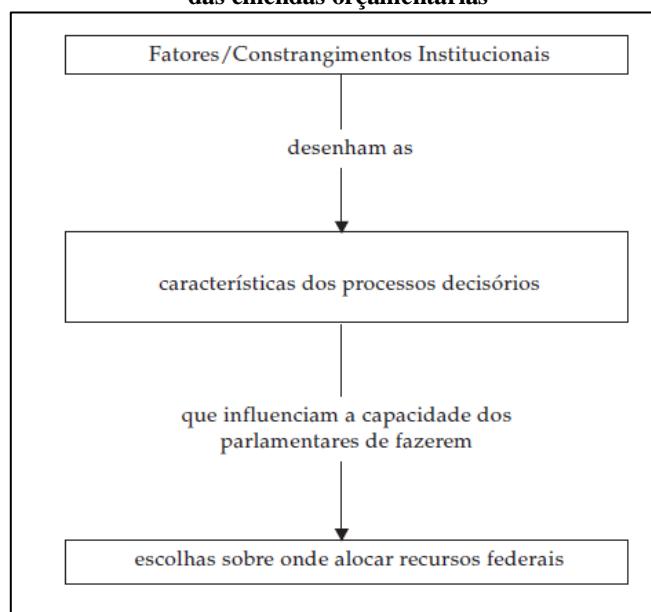 das emendas orçamentárias
Fatores/Constrangimentos Institucionais
desenham as
características dos processos decisórios
que influenciam a capacidade dos
parlamentares de fazerem
escolhas sobre onde alocar recursos federais